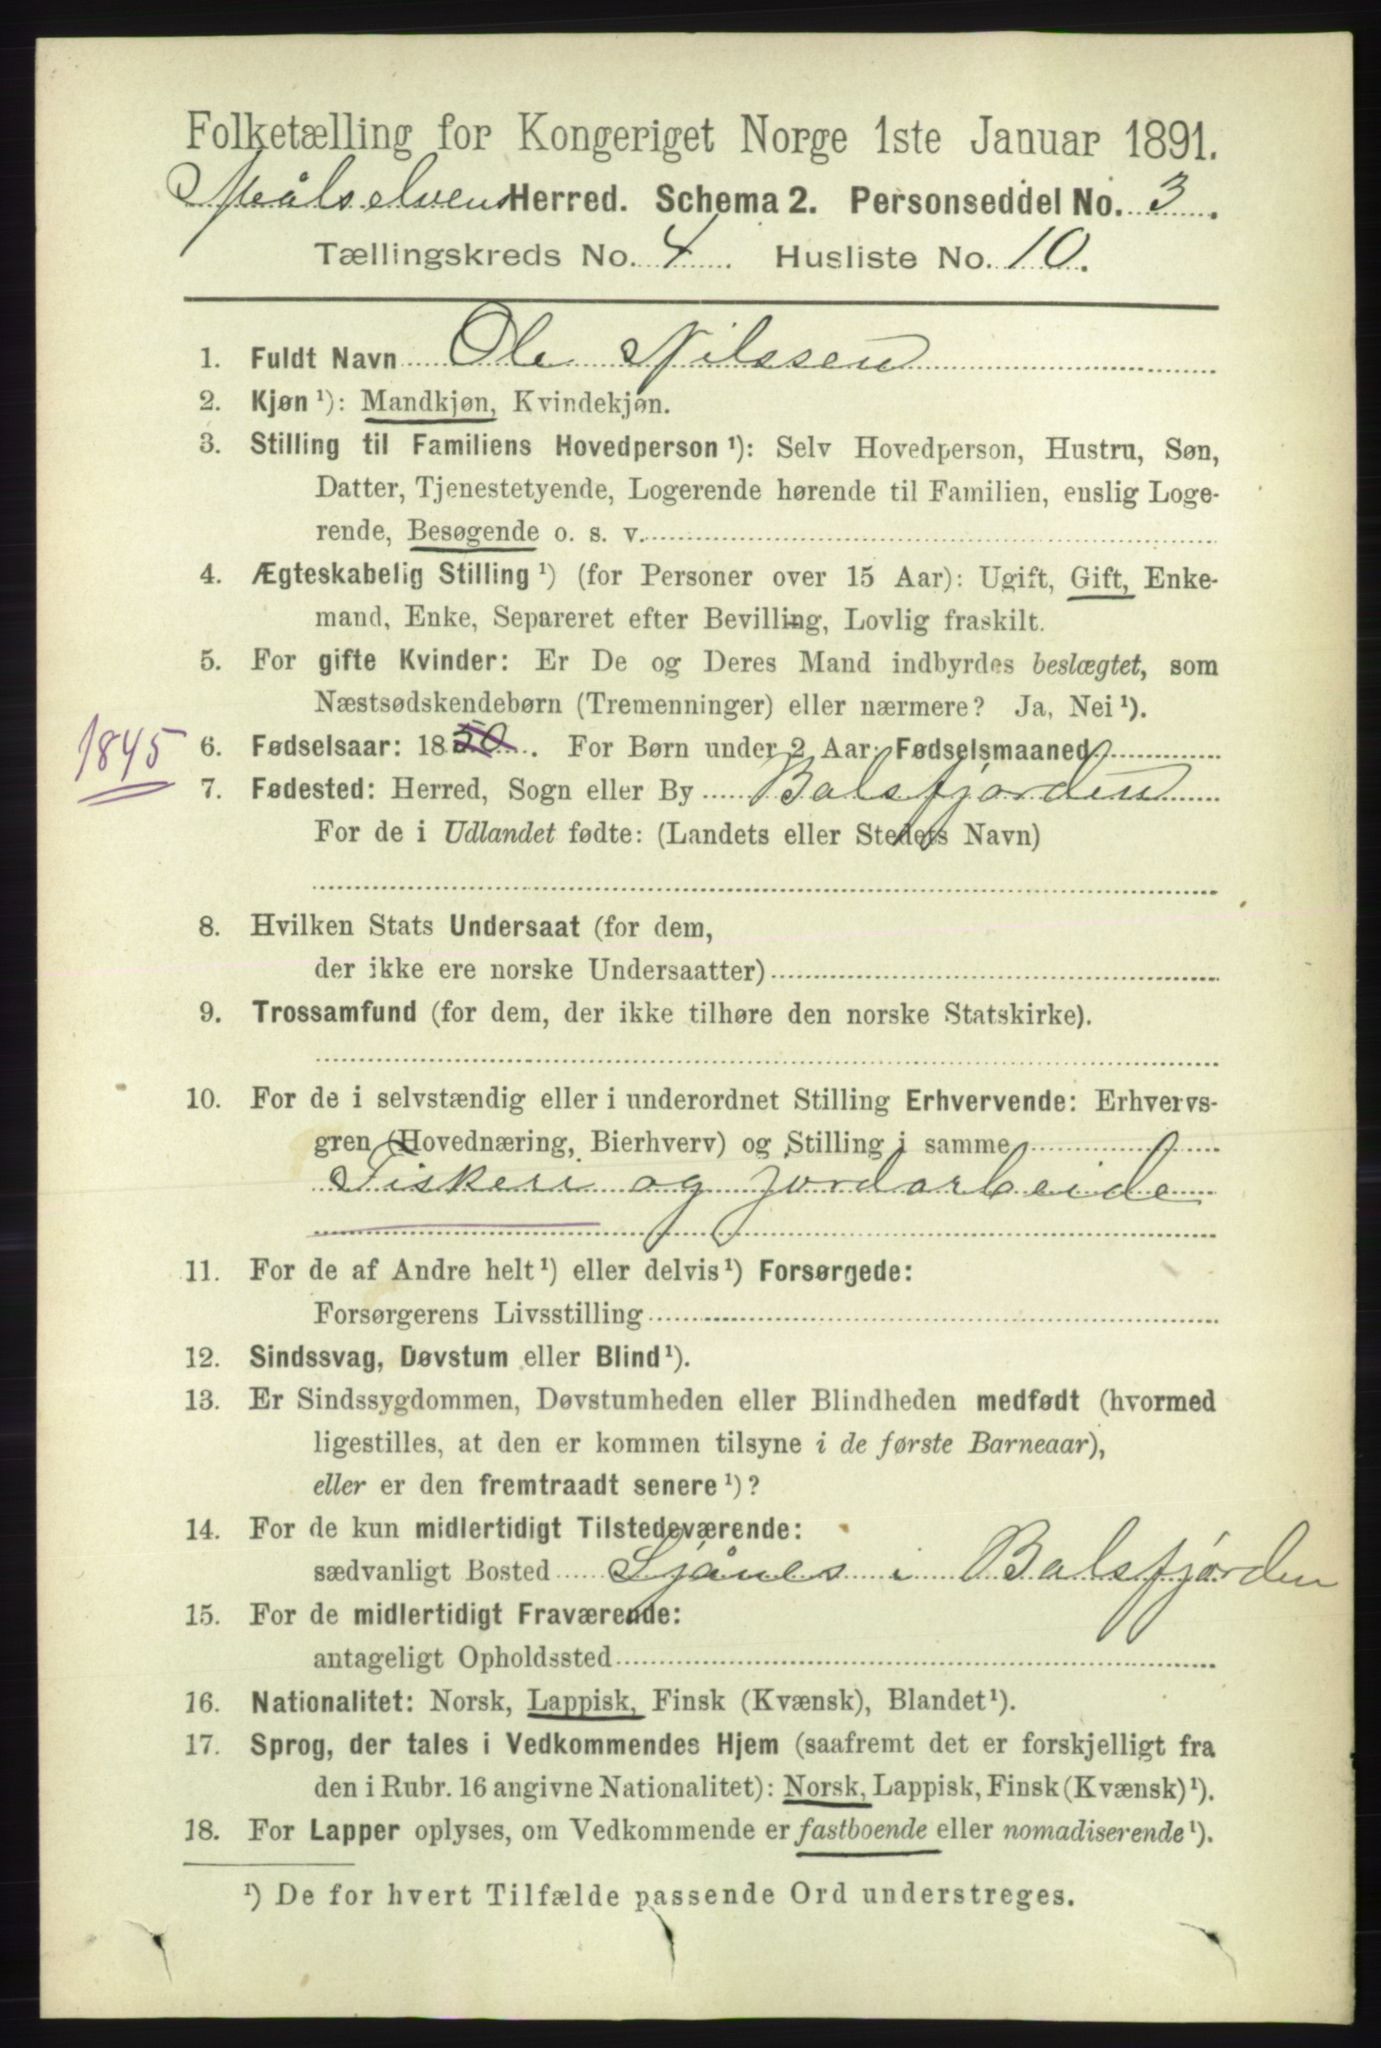 Folketælling for Kongeriget Norge 1ste Januar 1891.
Målselvens Herred. Schema 2. Personseddel No. 3.
Tællingskreds No. 4. Husliste No. 10.
1. Fuldt Navn Ole Nilssen
2. Kjøn ¹): Mandkjøn, Kvindekjøn.
3. Stilling til Familiens Hovedperson ¹): Selv Hovedperson, Hustru, Søn,
Datter, Tjenestetyende, Logerende hørende til Familien, enslig Loge-
rende, Besøgende o. s. v.
4. Ægteskabelig Stilling ¹) (for Personer over 15 Aar): Ugift, Gift, Enke-
mand, Enke, Separeret efter Bevilling, Lovlig fraskilt.
5. For gifte Kvinder: Er De og Deres Mand indbyrdes beslægtet, som
Næstsødskendebørn (Tremenninger) eller nærmere? Ja, Nei ¹).
1845
6. Fødselsaar: 1850. For Børn under 2 Aar: Fødselsmaaned
7. Fødested: Herred, Sogn eller By Balsfjorden
For de i Udlandet fødte: (Landets eller Stedets Navn)
8. Hvilken Stats Undersaat (for dem,
der ikke ere norske Undersaatter)
9. Trossamfund (for dem, der ikke tilhøre den norske Statskirke).
10. For de i selvstændig eller i underordnet Stilling Erhvervende: Erhvervs-
gren (Hovednæring, Bierhverv) og Stilling i samme
Fiskeri og jordarbeide
11. For de af Andre helt ¹) eller delvis ¹) Forsørgede:
Forsørgerens Livsstilling
12. Sindssvag, Døvstum eller Blind ¹).
13. Er Sindssygdommen, Døvstumheden eller Blindheden medfødt (hvormed
ligestilles, at den er kommen tilsyne i de første Barneaar),
eller er den fremtraadt senere ¹)?
14. For de kun midlertidigt Tilstedeværende:
sædvanligt Bosted Sjånes i Balsfjorden
15. For de midlertidigt Fraværende:
antageligt Opholdssted
16. Nationalitet: Norsk, Lappisk, Finsk (Kvænsk), Blandet ¹).
17. Sprog, der tales i Vedkommendes Hjem (saafremt det er forskjelligt fra
den i Rubr. 16 angivne Nationalitet): Norsk, Lappisk, Finsk (Kvænsk) ¹).
18. For Lapper oplyses, om Vedkommende er fastboende eller nomadiserende ¹).
¹) De for hvert Tilfælde passende Ord understreges.